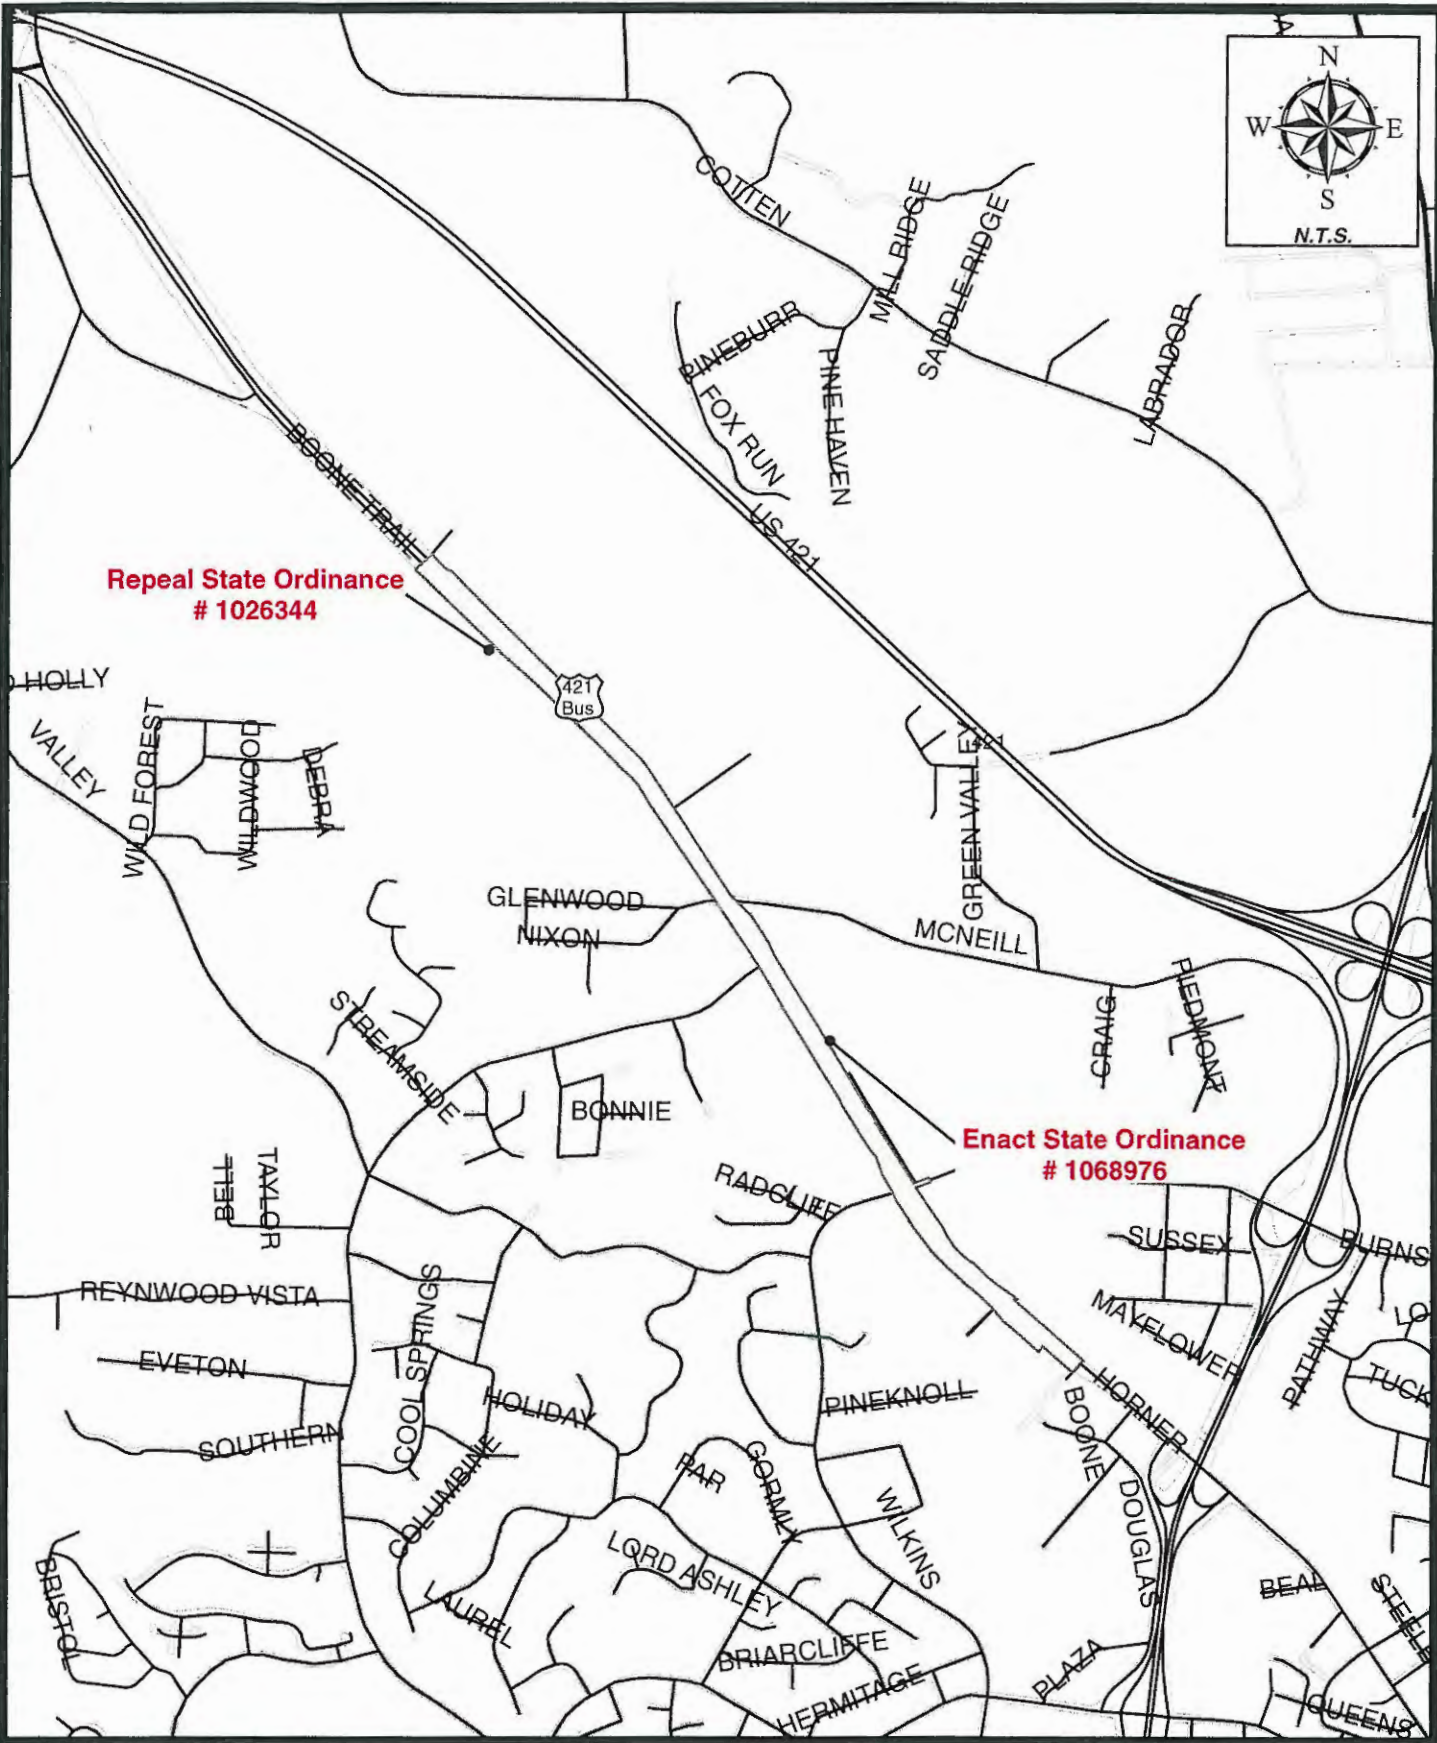 N
W E
S
N.T.S.
COTTEN
MILL RIDGE
SADDLE RIDGE
PINEBURR
LABRADOR
PINE HAVEN
FOX RUN
BOONE TRAIL
US 421
Repeal State Ordinance
# 1026344
HOLLY
421
Bus
VALLEY
WILD FOREST
WILDWOOD
DEBRA
421
GREEN VALLEY
GLENWOOD
NIXON
MCNEILL
PIEDMONT
CRAIG
STREAMSIDE
BONNIE
Enact State Ordinance
# 1068976
BELL
TAYLOR
RADCLIFFE
SUSSEX
BURNS
REYNWOOD VISTA
COOL SPRINGS
MAYFLOWER
PATHWAY
LO
EVETON
TUCK
HOLIDAY
PINEKNOLL
HORNER
BOONE
SOUTHERN
COLUMBINE
PAR
GORMLY
WILKINS
DOUGLAS
LORD ASHLEY
BRISTOL
LAUREL
BEAL
STEELE
BRIARCLIFFE
PLAZA
HERMITAGE
QUEENS